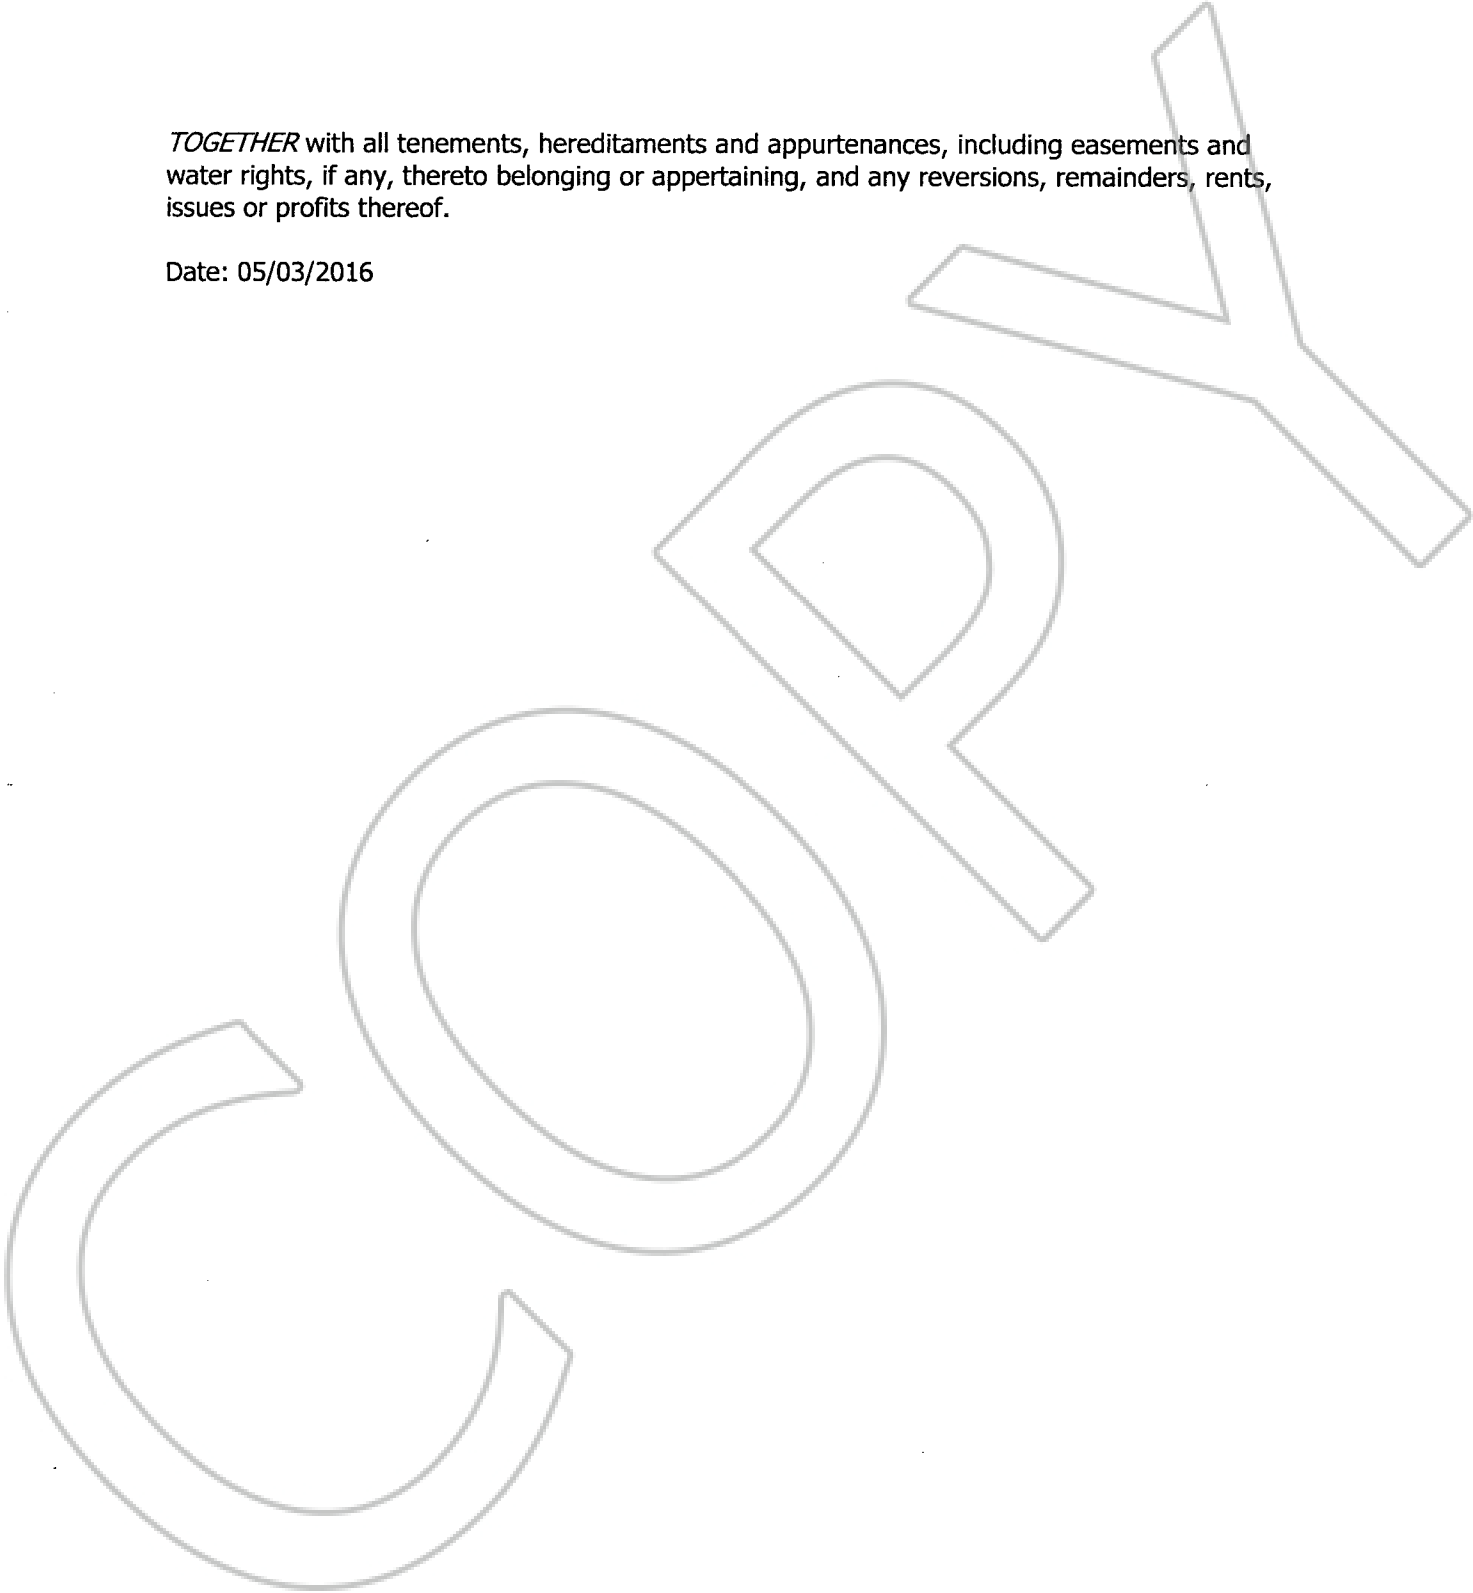 TOGETHER with all tenements, hereditaments and appurtenances, including easements and
water rights, if any, thereto belonging or appertaining, and any reversions, remainders, rents,
issues or profits thereof.
Date: 05/03/2016
COPY